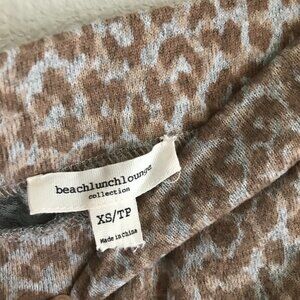 beachlunchlounge
collection
XS/TP
Made in China